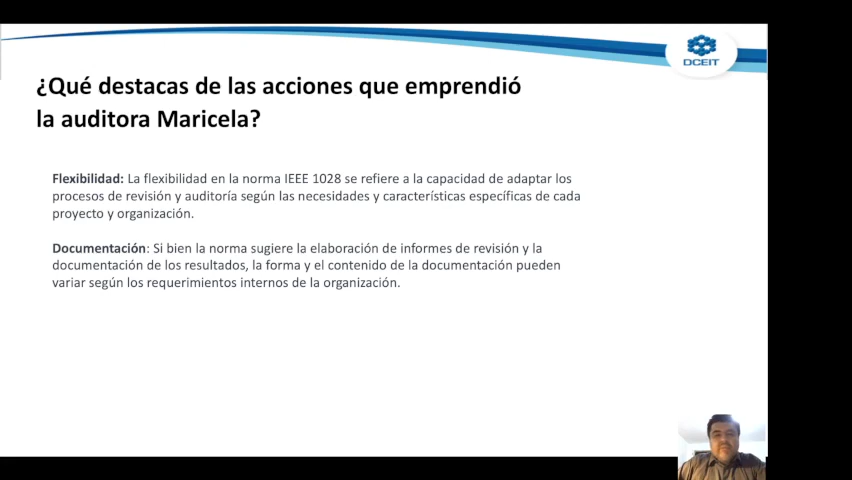 DCEIT
¿Qué destacas de las acciones que emprendió
la auditora Maricela?
Flexibilidad: La flexibilidad en la norma IEEE 1028 se refiere a la capacidad de adaptar los
procesos de revisión y auditoría según las necesidades y características específicas de cada
proyecto y organización.
Documentación: Si bien la norma sugiere la elaboración de informes de revisión y la
documentación de los resultados, la forma y el contenido de la documentación pueden
variar según los requerimientos internos de la organización.